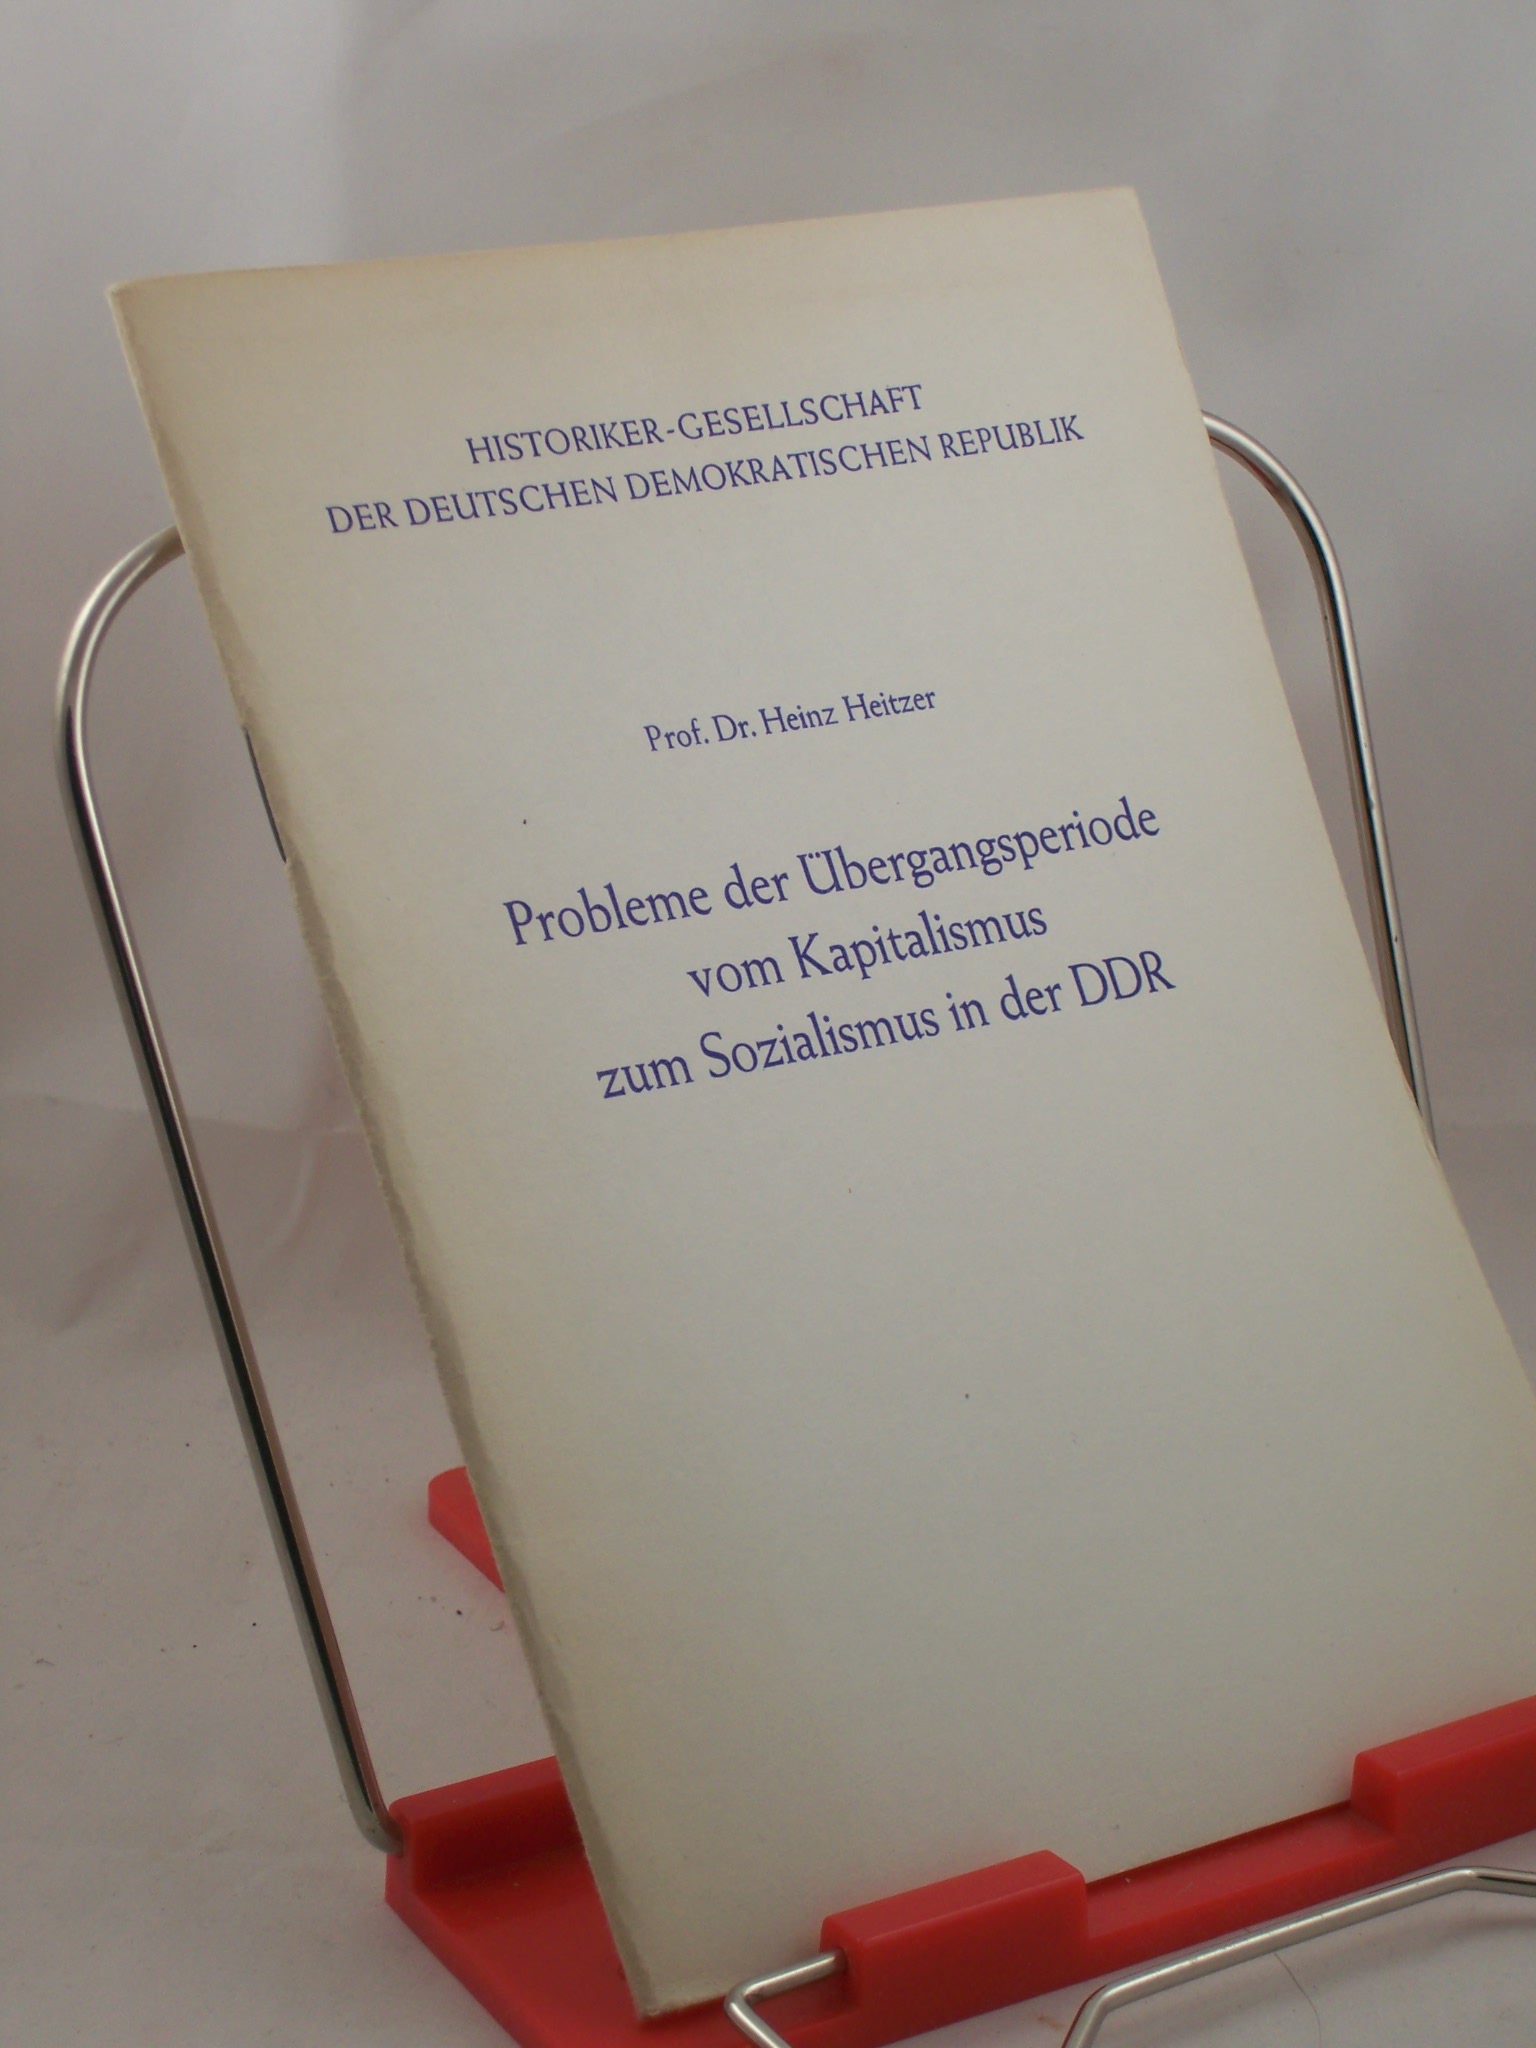 HISTORIKER-GESELLSCHAFT
DER DEUTSCHEN DEMOKRATISCHEN REPUBLIK
Prof. Dr. Heinz Heitzer
Probleme der Übergangsperiode
vom Kapitalismus
zum Sozialismus in der DDR